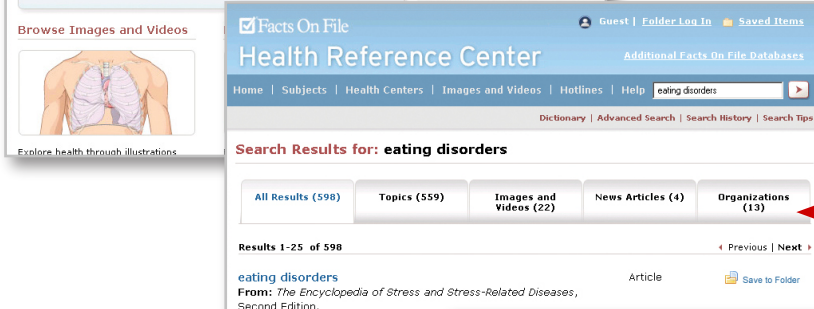 Browse Images and Videos
Explore health through illustrations
Facts On File
Guest | Folder Log In Saved Items
Health Reference Center
Additional Facts On File Databases
Home | Subjects | Health Centers | Images and Videos | Hotlines | Help eating disorders
Dictionary | Advanced Search | Search History | Search Tips
Search Results for: eating disorders
All Results (598) Topics (559) Images and Videos (22) News Articles (4) Organizations (13)
Results 1-25 of 598 Previous | Next
eating disorders Article Save to Folder
From: The Encyclopedia of Stress and Stress-Related Diseases,
Second Edition.